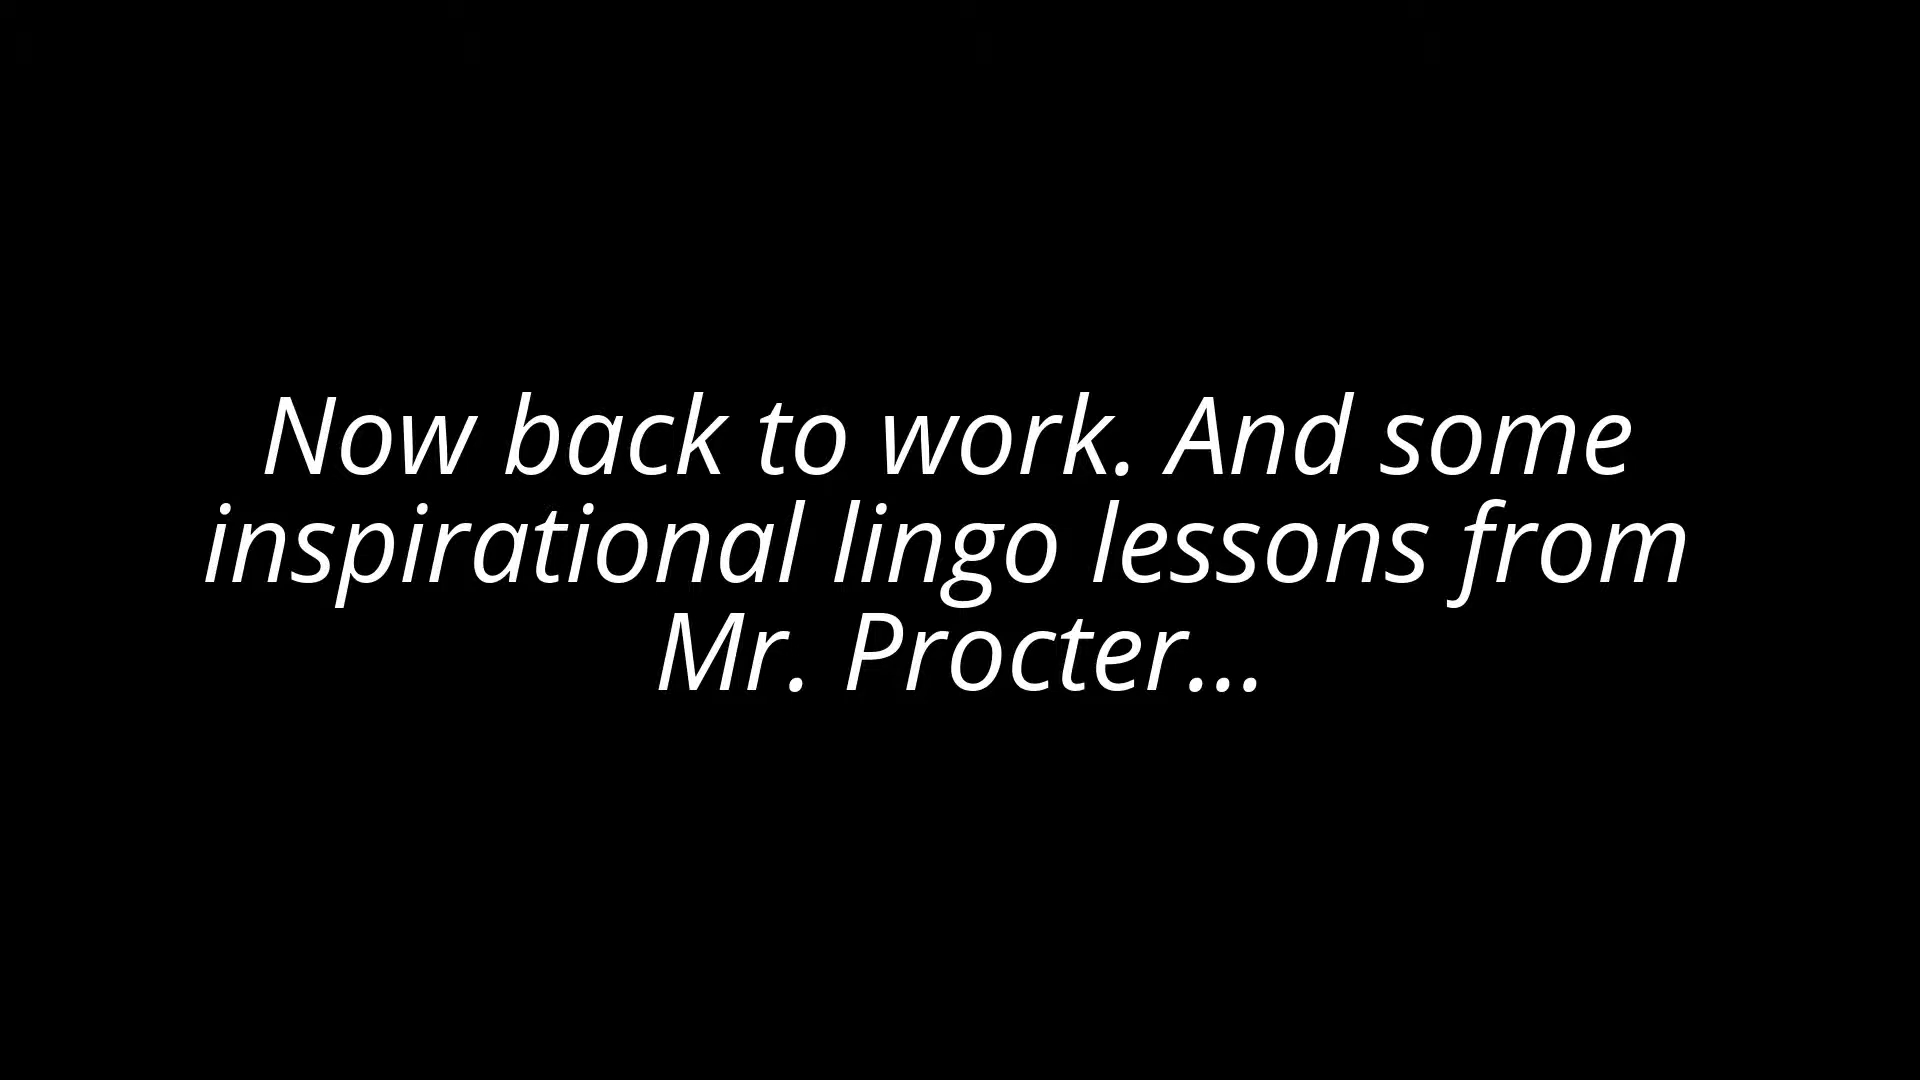 Now back to work. And some
inspirational lingo lessons from
Mr. Procter...